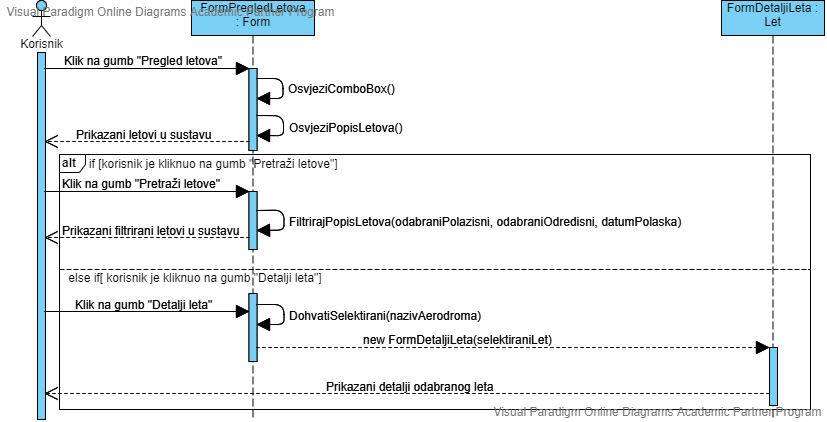 Visual Paradigm Online Diagrams Academic Partner Program
FormPregledLetova
: Form
FormDetaljiLeta :
Let
Korisnik
Klik na gumb "Pregled letova"
OsvjeziComboBox()
OsvjeziPopisLetova()
Prikazani letovi u sustavu
alt if [korisnik je kliknuo na gumb "Pretraži letove"]
Klik na gumb "Pretraži letove"
FiltrirajPopisLetova(odabraniPolazisni, odabraniOdredisni, datumPolaska)
Prikazani filtrirani letovi u sustavu
else if[ korisnik je kliknuo na gumb "Detalji leta"]
Klik na gumb "Detalji leta"
DohvatiSelektirani(nazivAerodroma)
new FormDetaljiLeta(selektiraniLet)
Prikazani detalji odabranog leta
Visual Paradigm Online Diagrams Academic Partner Program